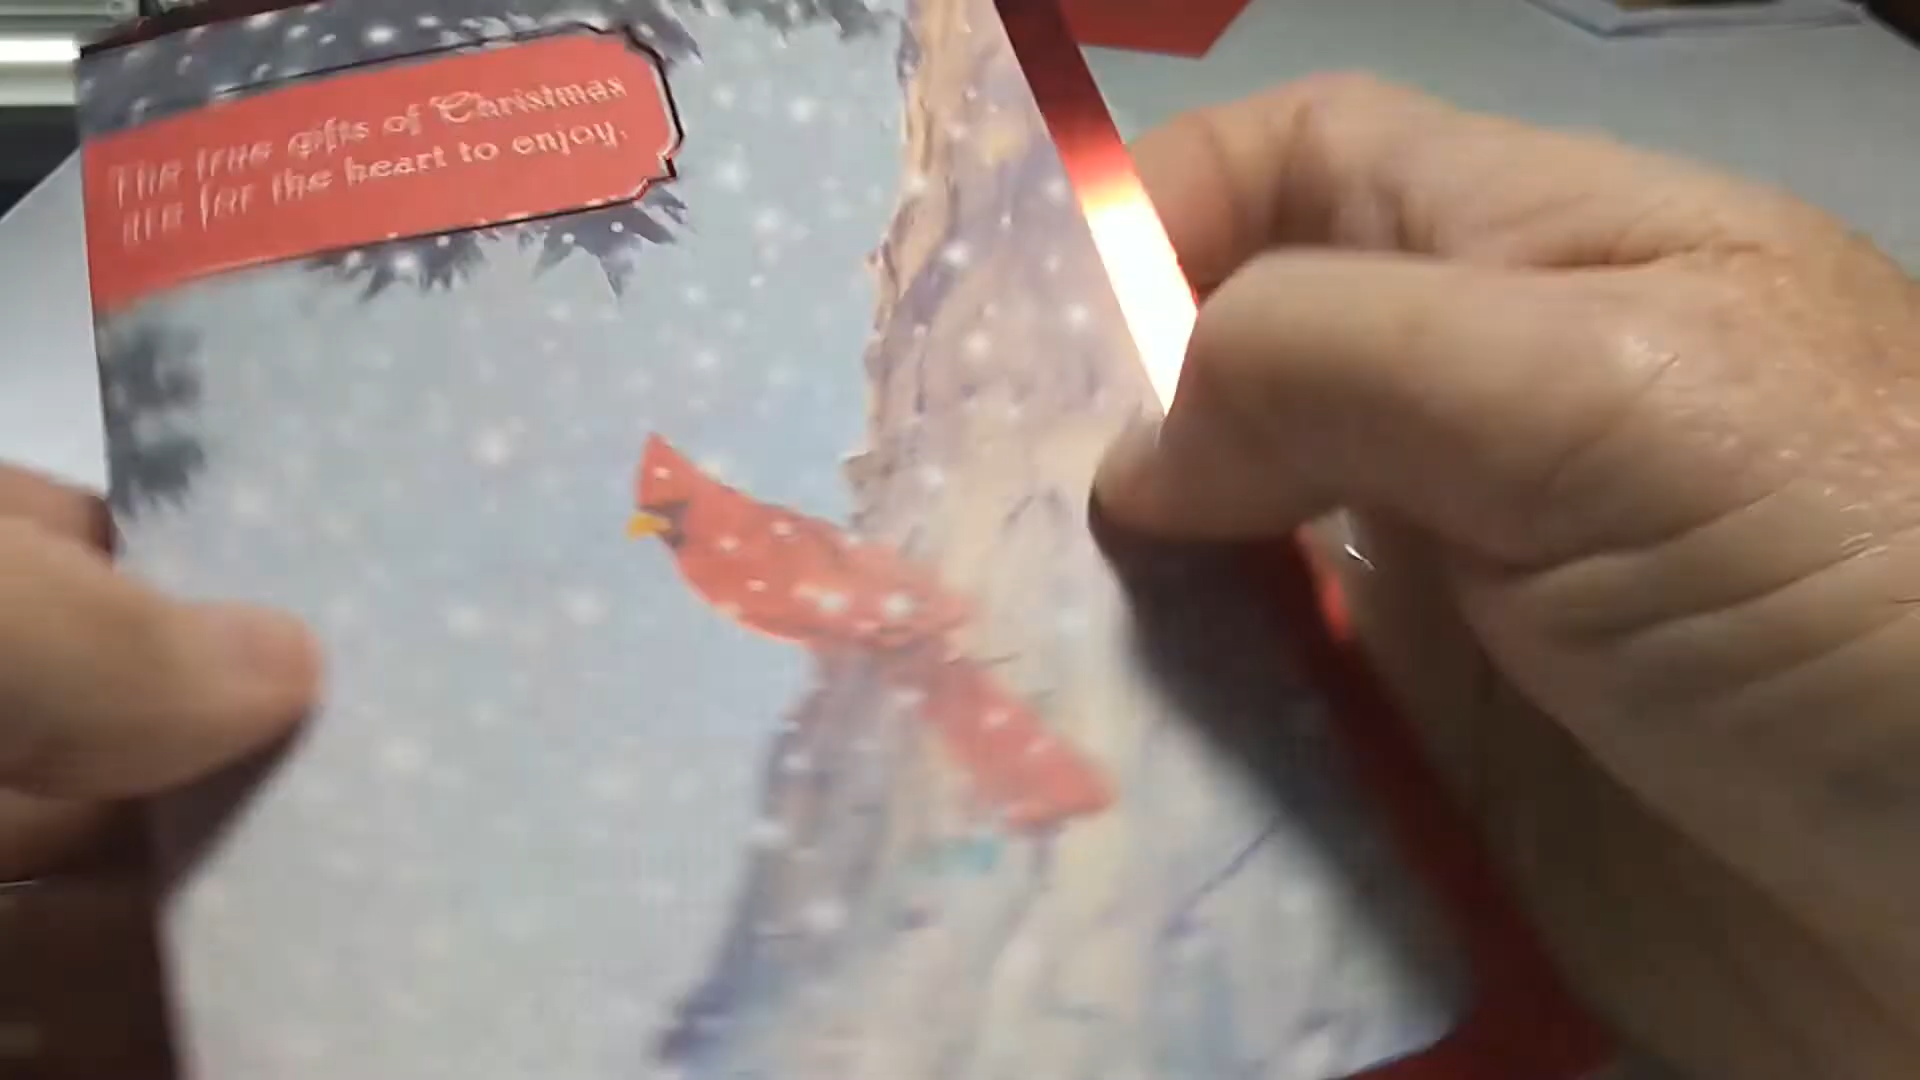 The true gifts of Christmas
are for the heart to enjoy.